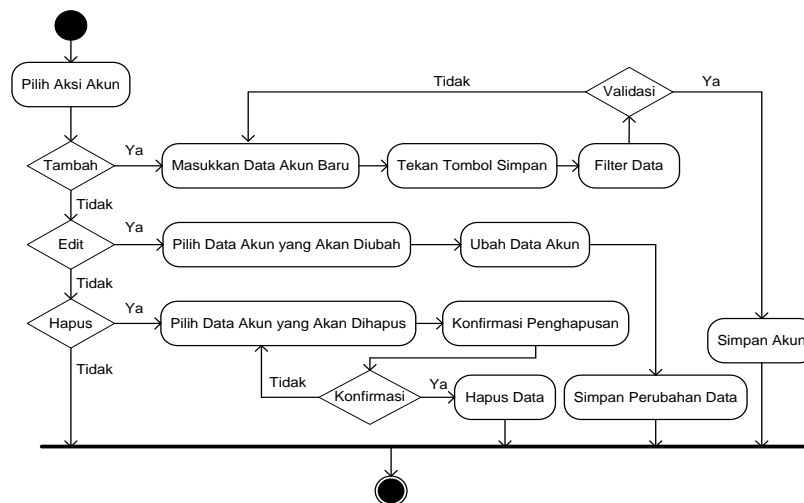 Pilih Aksi Akun
Tidak
Validasi
Ya
Tambah
Ya
Masukkan Data Akun Baru
Tekan Tombol Simpan
Filter Data
Tidak
Edit
Ya
Pilih Data Akun yang Akan Diubah
Ubah Data Akun
Tidak
Hapus
Ya
Pilih Data Akun yang Akan Dihapus
Konfirmasi Penghapusan
Simpan Akun
Tidak
Tidak
Konfirmasi
Ya
Hapus Data
Simpan Perubahan Data